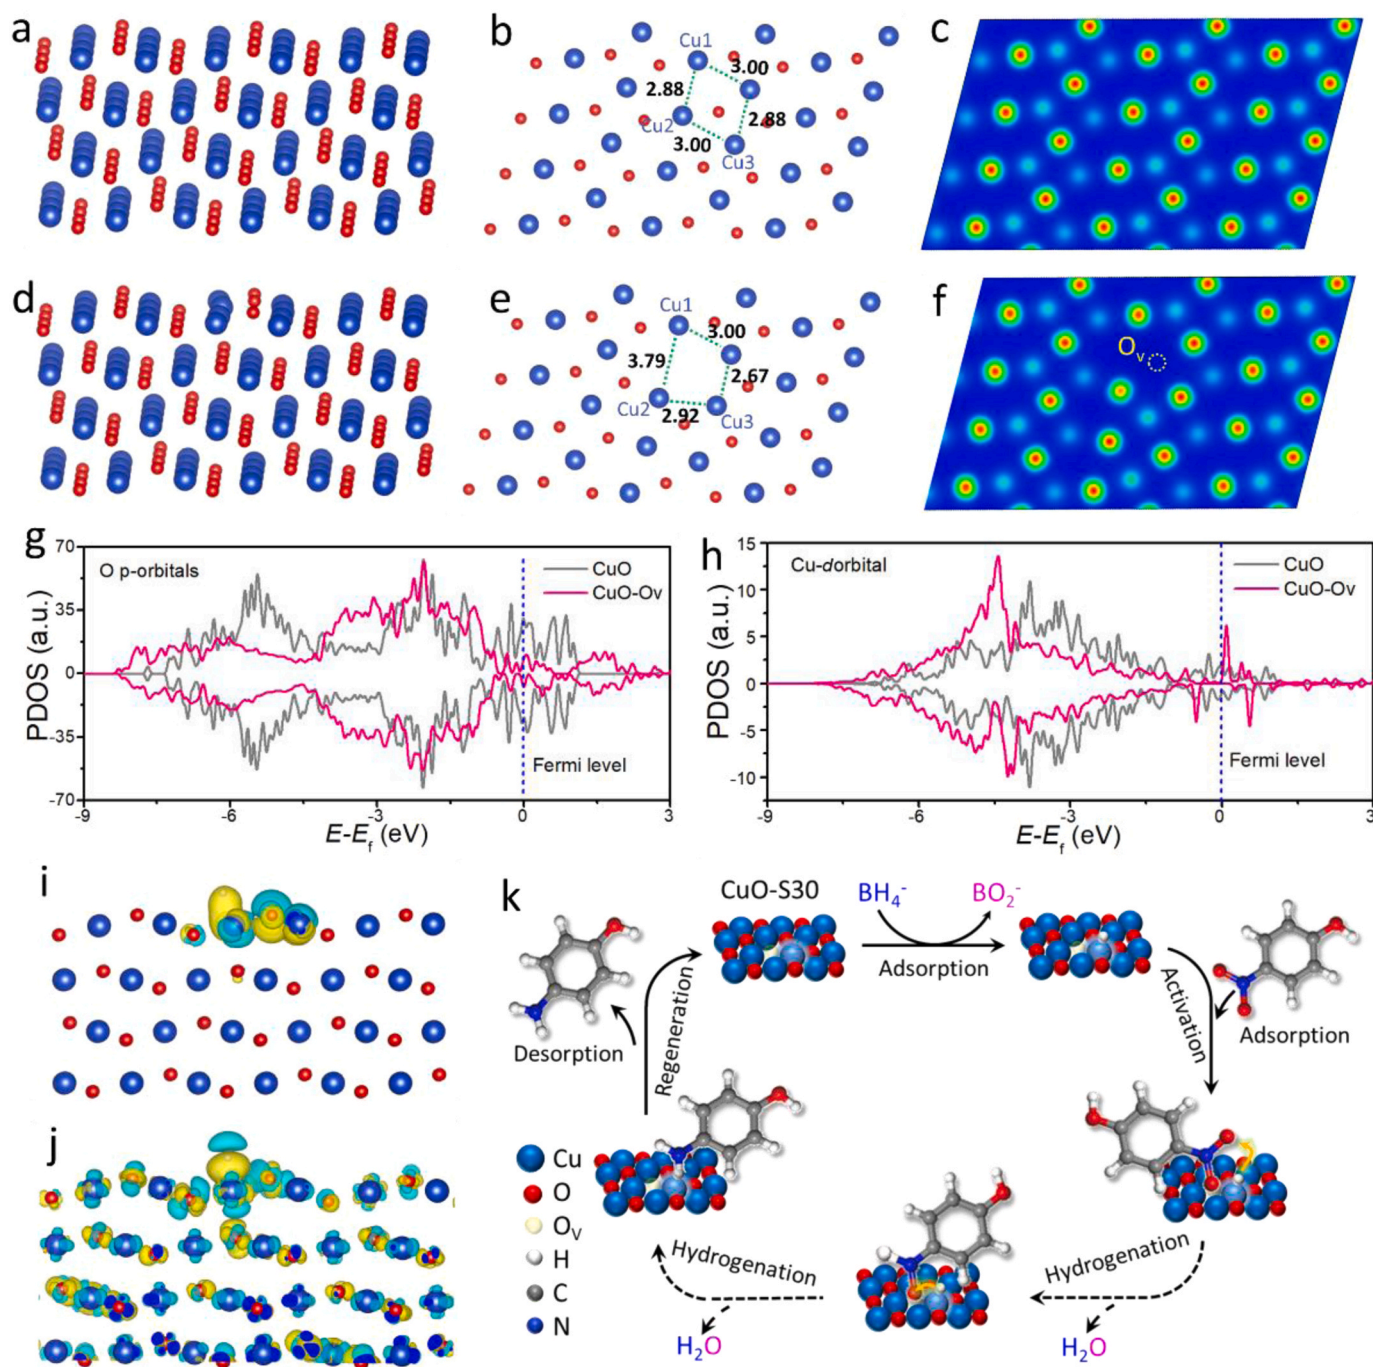 a
b
Cu1
3.00
2.88
2.88
Cu2
3.00
Cu3
c
d
e
Cu1
3.00
3.79
2.67
Cu2
2.92
Cu3
f
Oᵥ
g
70
O p-orbitals
CuO
CuO-Ov
35
0
-35
-70
PDOS (a.u.)
Fermi level
-9
-6
-3
0
3
E-E_f (eV)
h
15
Cu-dorbital
CuO
CuO-Ov
10
5
0
-5
-10
PDOS (a.u.)
Fermi level
-9
-6
-3
0
3
E-E_f (eV)
i
j
k
CuO-S30
BH₄⁻
BO₂⁻
Adsorption
Activation
Adsorption
Hydrogenation
H₂O
Hydrogenation
H₂O
Regeneration
Desorption
Cu
O
Oᵥ
H
C
N